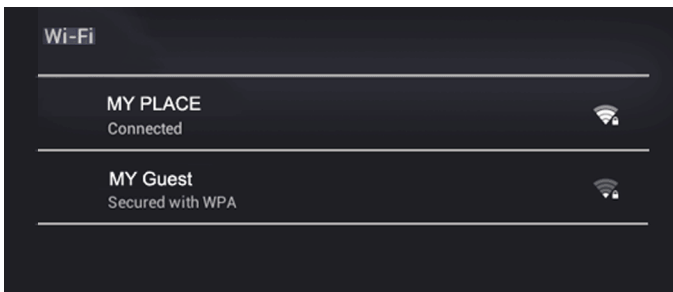 Wi-Fi
MY PLACE
Connected
MY Guest
Secured with WPA